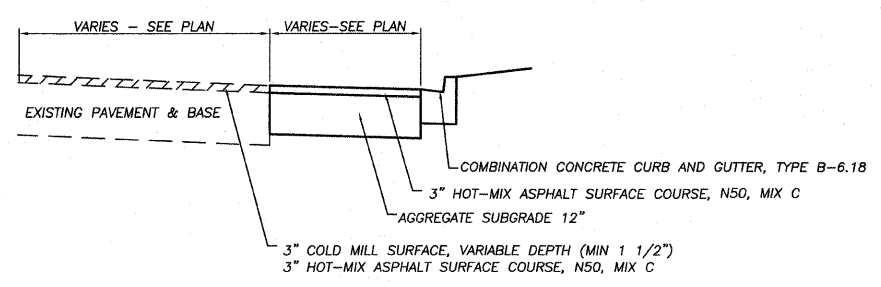 VARIES - SEE PLAN
VARIES-SEE PLAN
EXISTING PAVEMENT & BASE
COMBINATION CONCRETE CURB AND GUTTER, TYPE B-6.18
3" HOT-MIX ASPHALT SURFACE COURSE, N50, MIX C
AGGREGATE SUBGRADE 12"
3" COLD MILL SURFACE, VARIABLE DEPTH (MIN 1 1/2")
3" HOT-MIX ASPHALT SURFACE COURSE, N50, MIX C